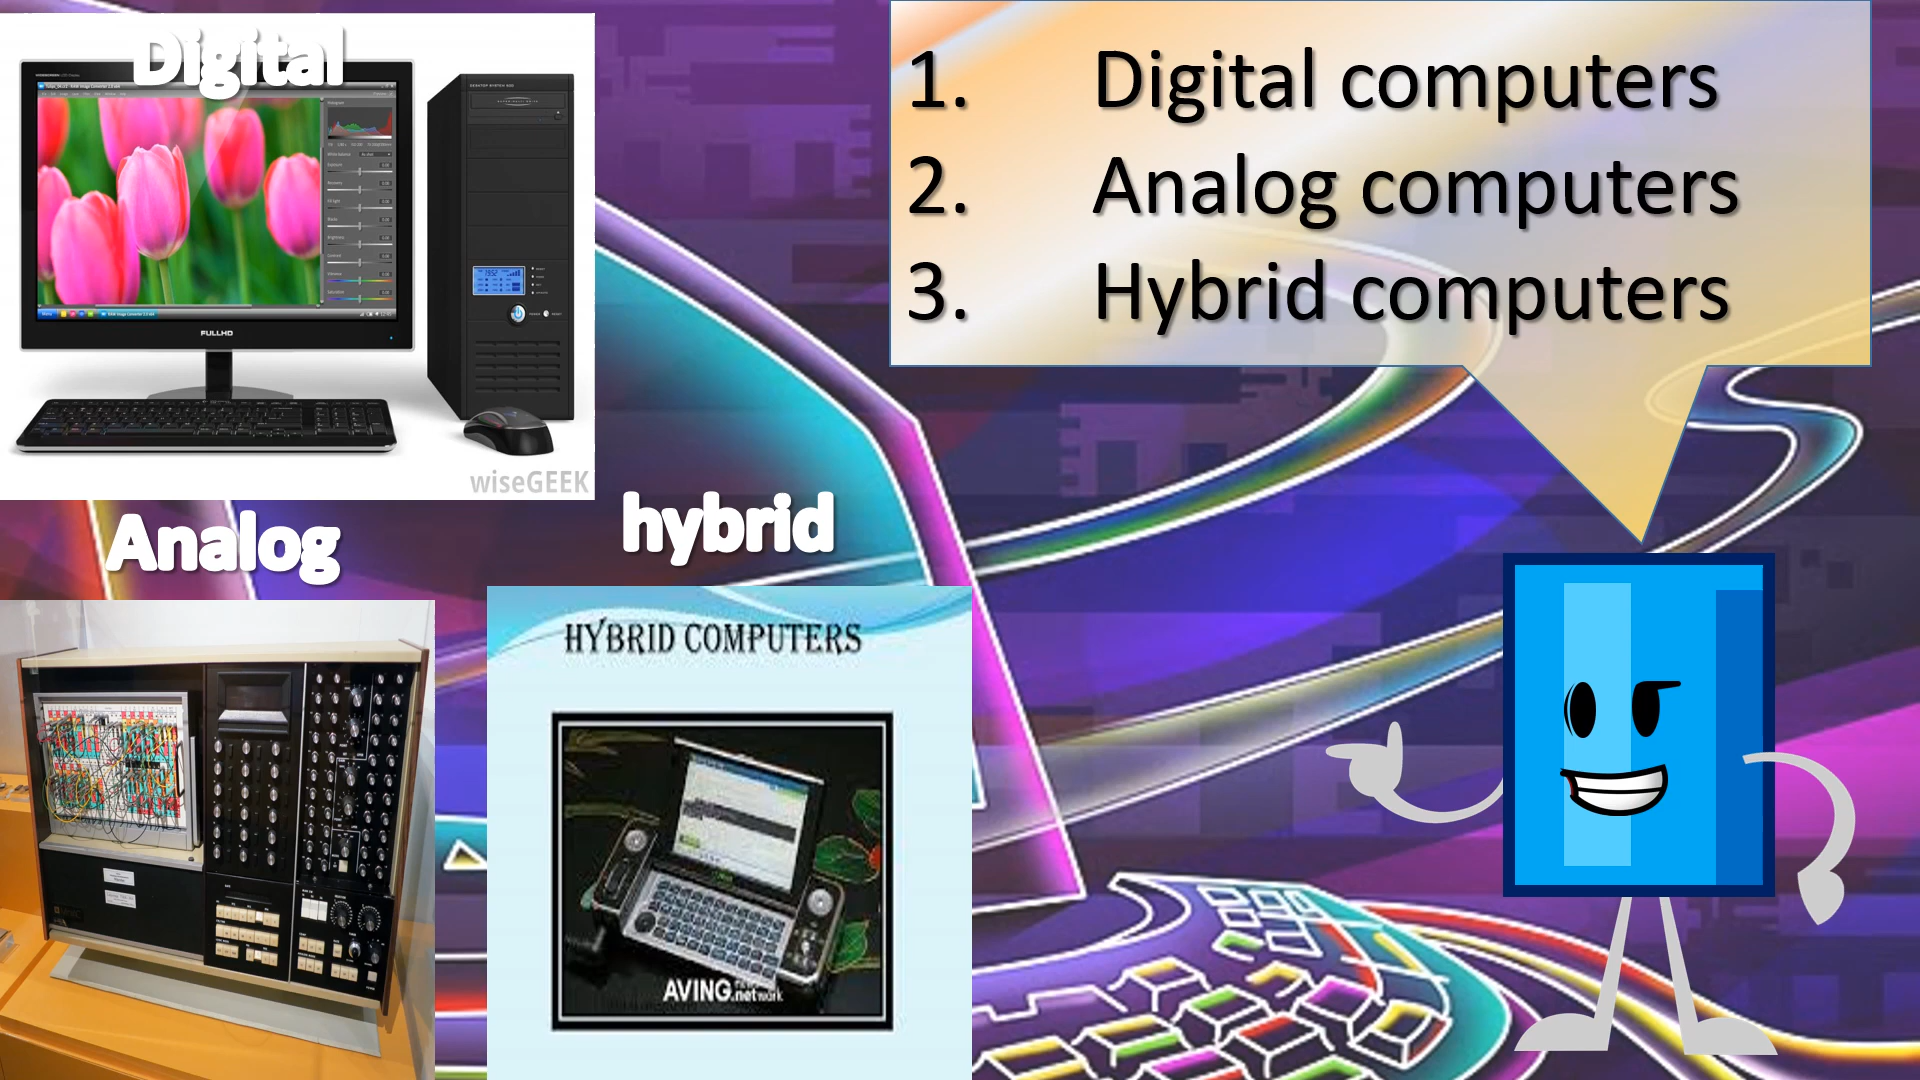 Digital
FULLHD
wiseGEEK
1. Digital computers
2. Analog computers
3. Hybrid computers
Analog
hybrid
HYBRID COMPUTERS
AVING.network